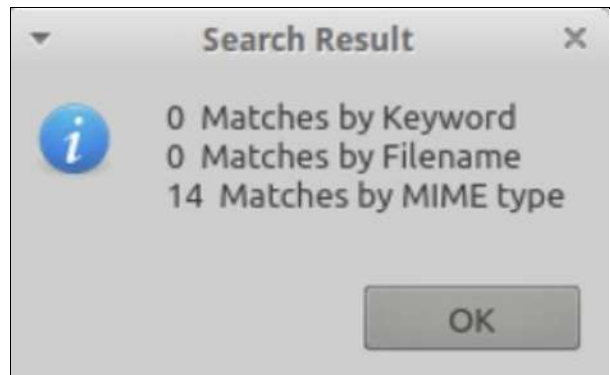 Search Result
0 Matches by Keyword
0 Matches by Filename
14 Matches by MIME type
OK